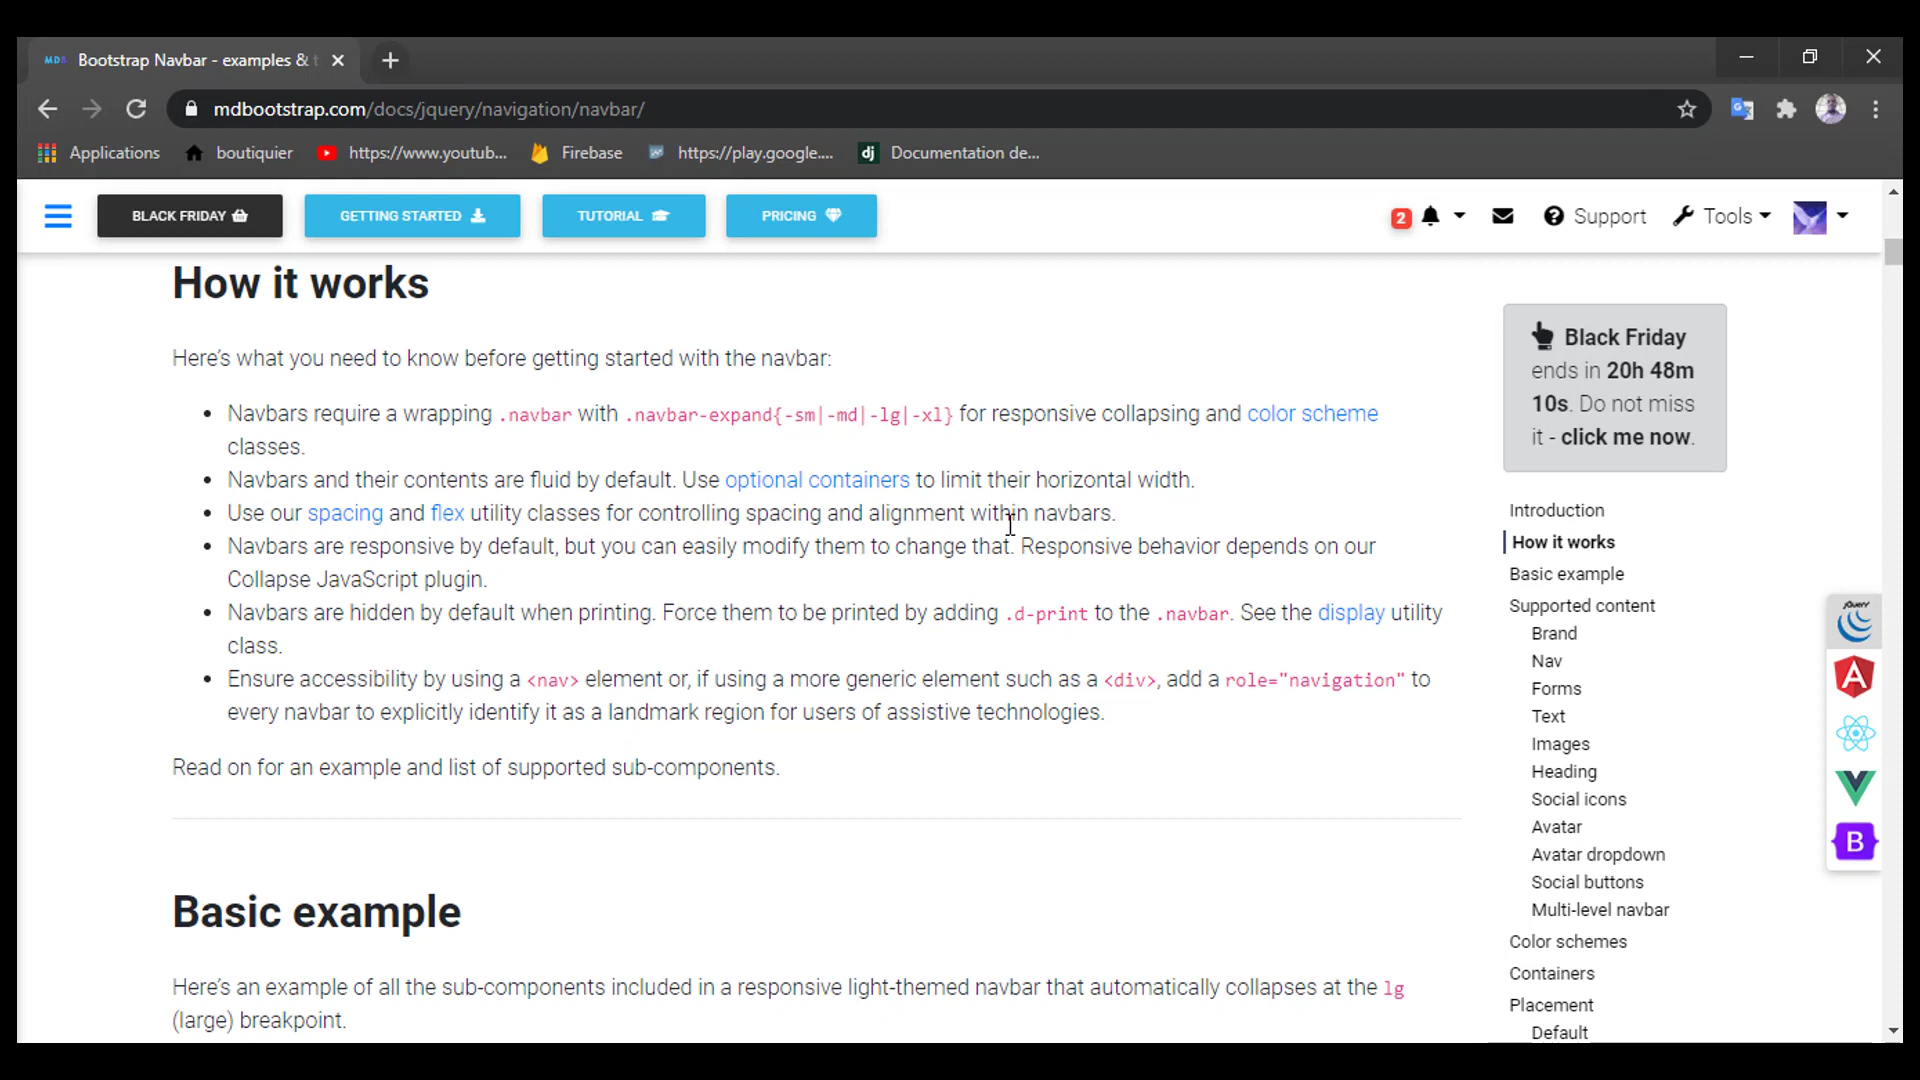 Bootstrap Navbar - examples & t
mdbootstrap.com/docs/jquery/navigation/navbar/
Applications
boutiquier
https://www.youtub...
Firebase
https://play.google....
dj
Documentation de...
BLACK FRIDAY
GETTING STARTED
TUTORIAL
PRICING
2
Support
Tools
How it works
Here’s what you need to know before getting started with the navbar:
• Navbars require a wrapping .navbar with .navbar-expand{-sm|-md|-lg|-xl} for responsive collapsing and color scheme
classes.
• Navbars and their contents are fluid by default. Use optional containers to limit their horizontal width.
• Use our spacing and flex utility classes for controlling spacing and alignment within navbars.
• Navbars are responsive by default, but you can easily modify them to change that. Responsive behavior depends on our
Collapse JavaScript plugin.
• Navbars are hidden by default when printing. Force them to be printed by adding .d-print to the .navbar. See the display utility
class.
• Ensure accessibility by using a <nav> element or, if using a more generic element such as a <div>, add a role="navigation" to
every navbar to explicitly identify it as a landmark region for users of assistive technologies.
Read on for an example and list of supported sub-components.
Basic example
Here’s an example of all the sub-components included in a responsive light-themed navbar that automatically collapses at the lg
(large) breakpoint.
Black Friday
ends in 20h 48m
10s. Do not miss
it - click me now.
Introduction
How it works
Basic example
Supported content
Brand
Nav
Forms
Text
Images
Heading
Social icons
Avatar
Avatar dropdown
Social buttons
Multi-level navbar
Color schemes
Containers
Placement
Default
jQuery
A
B